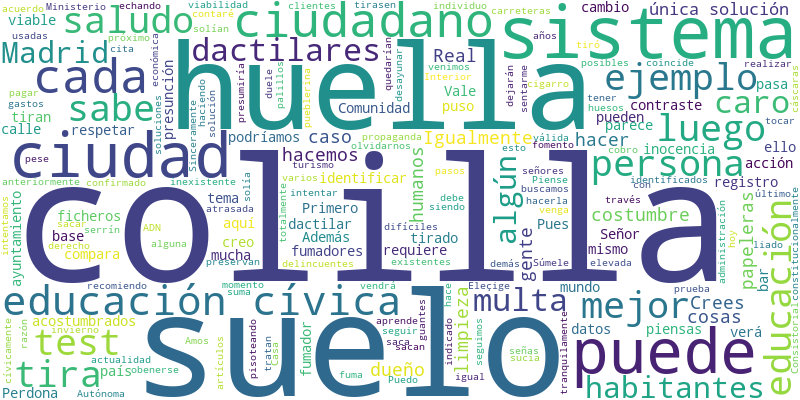 acuerdo Ministerio echando viabilidad clientes tirasen individuo carreteras
viable saludo contaré ciudadano sistema cambio única solución
usadas solían años próximo
Madrid dactilares cita Real tiro posibles coincide realizar
económica presunción presumiría duele palillos pueblerina
cada huella Interior desayunar cigarro ejemplo pasa cáscaras
señas venimos quedarían dejarán sentarme
pagar gastos soluciones Sinceramente haciendo solución Comunidad Vale puso contraste pueden huesos tener caro tocar
sabe tiran calle respetar podríamos caso propaganda olvidarnos Igualmente válida fomento hacer parece luego
ciudad hacemos turismo esto señores Piense persona inocencia ello acción
pese anteriormente confirmado inexistente solía identificar varios intentar humanos pasos algún buscamos hacerla cobro identificados con último
colilla
intentamos ficheros ADN tema atrasada aquí Primero dactilar debe siendo difíciles gente costumbre través registro
ayuntamiento sacar serrín derecho alguna base creo Además tirado Pues Señor mismo administración papeleras hoy liado constitucionalmente
compara mucha totalmente preservan fumadores delincuentes requiere existentes demás venga Súmele elevada prueba bar
recomiendo momento suma vendrá hace Eleçige mundo
educación cívica suelo limpieza multa mejor Crees cosas educación
acostumbrados invierno test pisoteando aprende seguir saca sacan guantes indicado seguimos datos piensas verá Consistorial
cívicamente razón tira país actualidad obenerse artículos casa tratan fumador dueño señas sucia puede tranquilamente
Perdona Autónoma Amos fuma Puedo igual habitantes